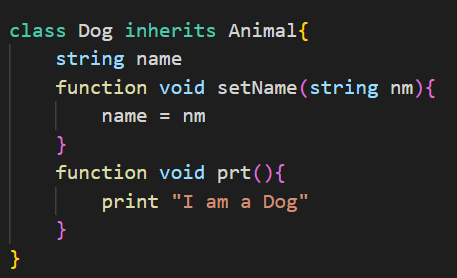 class Dog inherits Animal{
    string name
    function void setName(string nm){
        name = nm
    }
    function void prt(){
        print "I am a Dog"
    }
}